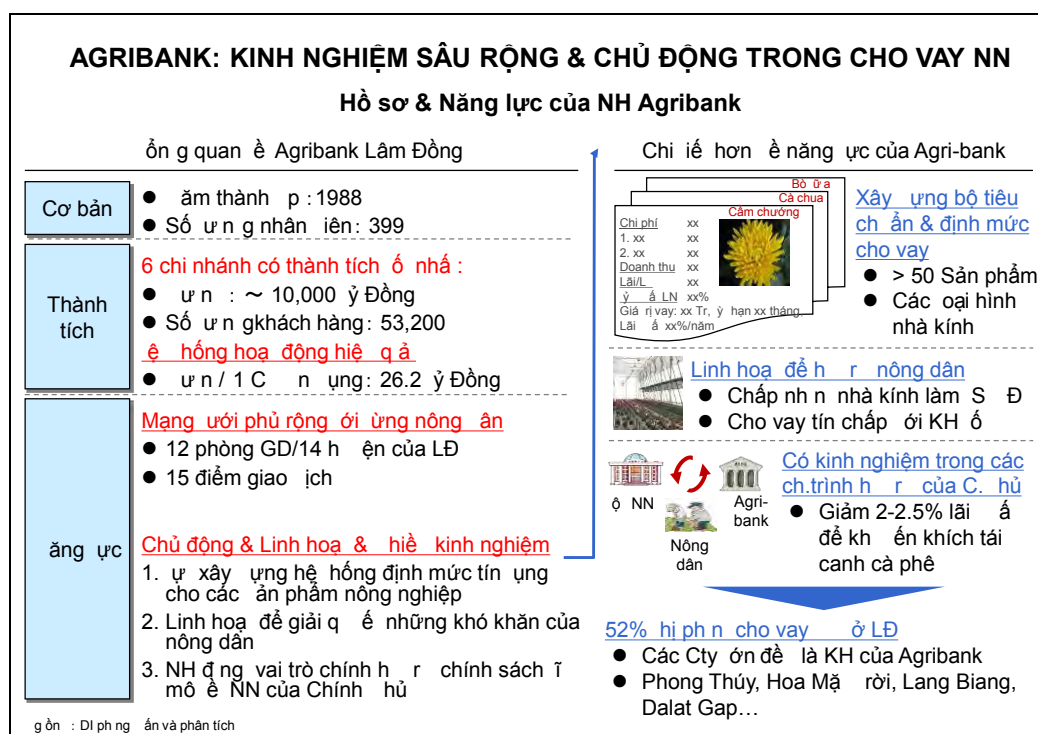 AGRIBANK: KINH NGHIỆM SÂU RỘNG & CHỦ ĐỘNG TRONG CHO VAY NN
Hồ sơ & Năng lực của NH Agribank
ổn g quan ề Agribank Lâm Đồng
Cơ bản
● ăm thành p : 1988
● Số ư n g nhân iên: 399
Thành tích
6 chi nhánh có thành tích ố nhấ :
● ư n : ～ 10,000 ỷ Đồng
● Số ư n gkhách hàng: 53,200
ệ hống hoạ động hiệ q ả
● ư n / 1 C n ụng: 26.2 ỷ Đồng
ăng ực
Mạng ưới phủ rộng ới ừng nông ân
● 12 phòng GD/14 h ện của LĐ
● 15 điểm giao ịch
Chủ động & Linh hoạ & hiề kinh nghiệm
1. ự xây ựng hệ hống định mức tín ụng
cho các ản phẩm nông nghiệp
2. Linh hoạ để giải q ế những khó khăn của
nông dân
3. NH đ ng vai trò chính h r chính sách ĩ
mô ề NN của Chính hủ
Chi iế hơn ề năng ực của Agri-bank
Bò ữ a
Cà chua
Cẩm chướng
Chi phí xx
1. xx xx
2. xx xx
Doanh thu xx
Lãi/L xx
ỷ ấ LN xx%
Giá rị vay: xx Tr, ỳ hạn xx tháng,
Lãi ấ xx%/năm
Xây ựng bộ tiêu
ch ẩn & định mức
cho vay
● > 50 Sản phẩm
● Các oại hình
nhà kính
Linh hoạ để h r nông dân
● Chấp nh n nhà kính làm S Đ
● Cho vay tín chấp ới KH ố
ộ NN
Agri-
bank
Nông
dân
Có kinh nghiệm trong các
ch.trình h r của C. hủ
● Giảm 2-2.5% lãi ấ
để kh ến khích tái
canh cà phê
52% hị ph n cho vay ở LĐ
● Các Cty ớn đề là KH của Agribank
● Phong Thúy, Hoa Mặ rời, Lang Biang,
Dalat Gap…
g ồn : DI ph ng ấn và phân tích